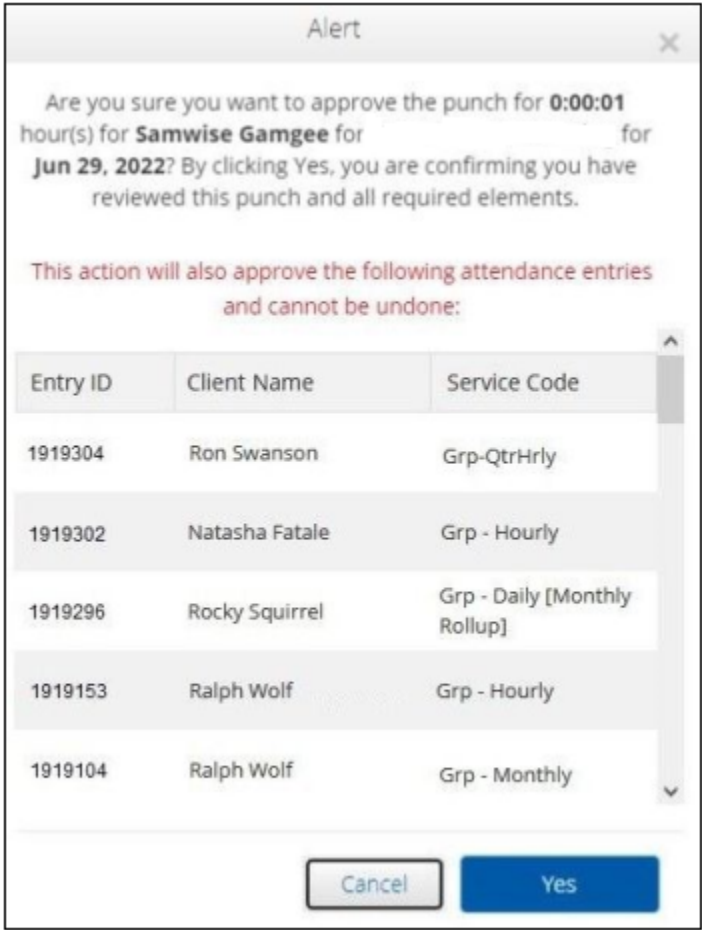 Alert
Are you sure you want to approve the punch for 0:00:01
hour(s) for Samwise Gamgee for for
Jun 29, 2022? By clicking Yes, you are confirming you have
reviewed this punch and all required elements.
This action will also approve the following attendance entries
and cannot be undone:
Entry ID Client Name Service Code
1919304 Ron Swanson Grp-QtrHrly
1919302 Natasha Fatale Grp - Hourly
1919296 Rocky Squirrel Grp - Daily [Monthly
Rollup]
1919153 Ralph Wolf Grp - Hourly
1919104 Ralph Wolf Grp - Monthly
Cancel Yes